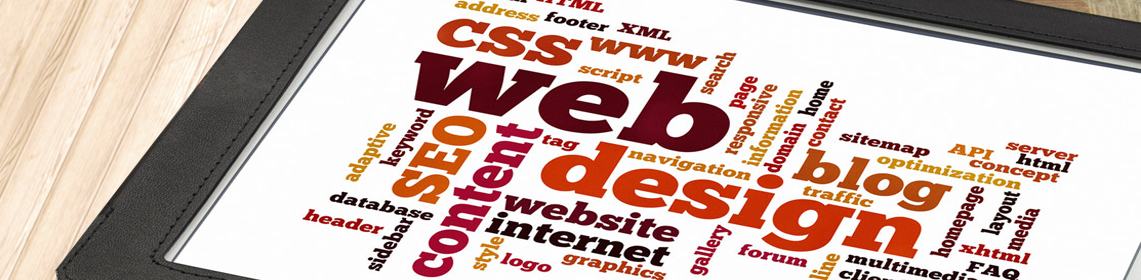 HTML
address footer XML
css www
script
search
web
page
responsive
information
domain
home
contact
adaptive
keyword
SEO
content
tag
navigation
design
sitemap
API
server
html
concept
optimization
blog
traffic
database
header
sidebar
website
internet
style
logo
graphics
gallery
forum
homepage
layout
media
xhtml
FAQ
multimedia
online